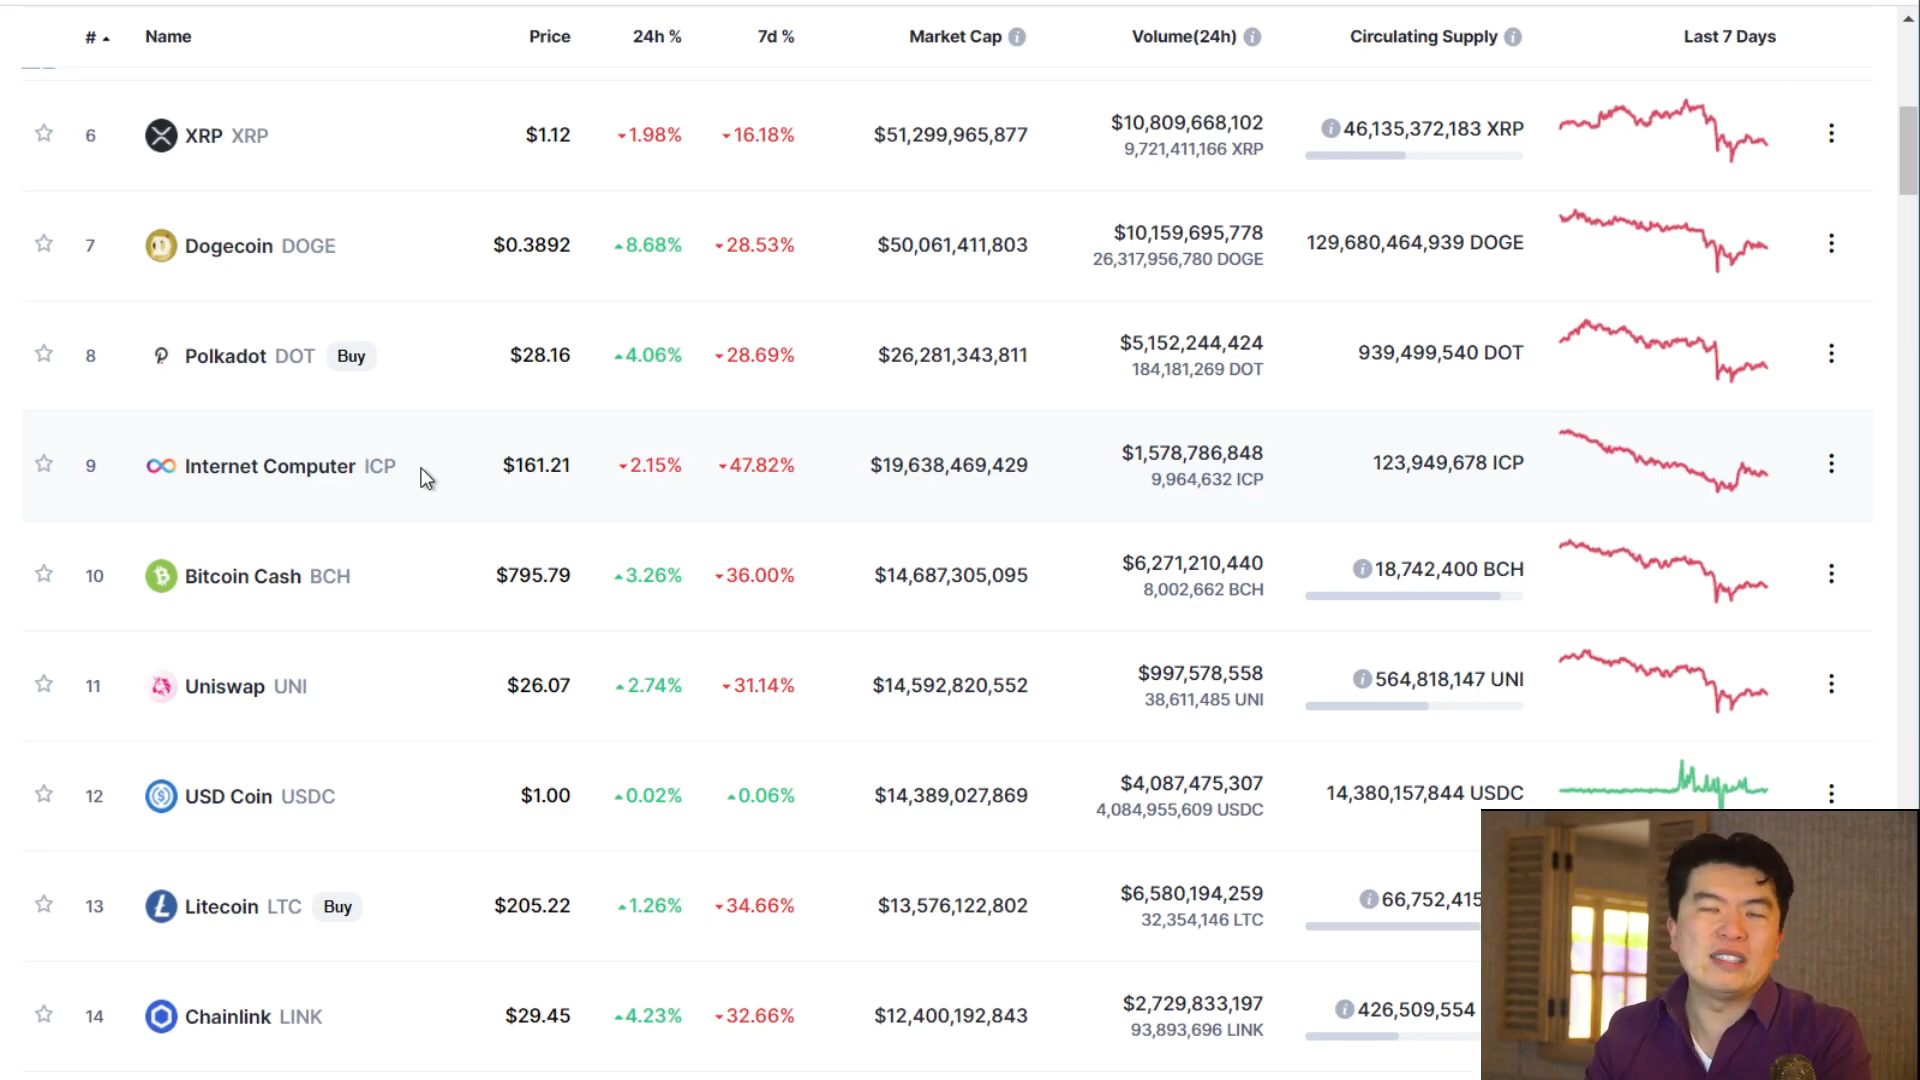 # Name Price 24h % 7d % Market Cap Volume(24h) Circulating Supply Last 7 Days
6 XRP XRP $1.12 1.98% 16.18% $51,299,965,877 $10,809,668,102 46,135,372,183 XRP
9,721,411,166 XRP
7 Dogecoin DOGE $0.3892 8.68% 28.53% $50,061,411,803 $10,159,695,778 129,680,464,939 DOGE
26,317,956,780 DOGE
8 Polkadot DOT Buy $28.16 4.06% 28.69% $26,281,343,811 $5,152,244,424 939,499,540 DOT
184,181,269 DOT
9 Internet Computer ICP $161.21 2.15% 47.82% $19,638,469,429 $1,578,786,848 123,949,678 ICP
9,964,632 ICP
10 Bitcoin Cash BCH $795.79 3.26% 36.00% $14,687,305,095 $6,271,210,440 18,742,400 BCH
8,002,662 BCH
11 Uniswap UNI $26.07 2.74% 31.14% $14,592,820,552 $997,578,558 564,818,147 UNI
38,611,485 UNI
12 USD Coin USDC $1.00 0.02% 0.06% $14,389,027,869 $4,087,475,307 14,380,157,844 USDC
4,084,955,609 USDC
13 Litecoin LTC Buy $205.22 1.26% 34.66% $13,576,122,802 $6,580,194,259 66,752,415
32,354,146 LTC
14 Chainlink LINK $29.45 4.23% 32.66% $12,400,192,843 $2,729,833,197 426,509,554
93,893,696 LINK